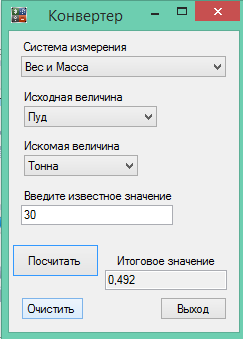 Конвертер
Система измерения
Вес и Масса
Исходная величина
Пуд
Искомая величина
Тонна
Введите известное значение
30
Посчитать
Итоговое значение
0,492
Очистить
Выход